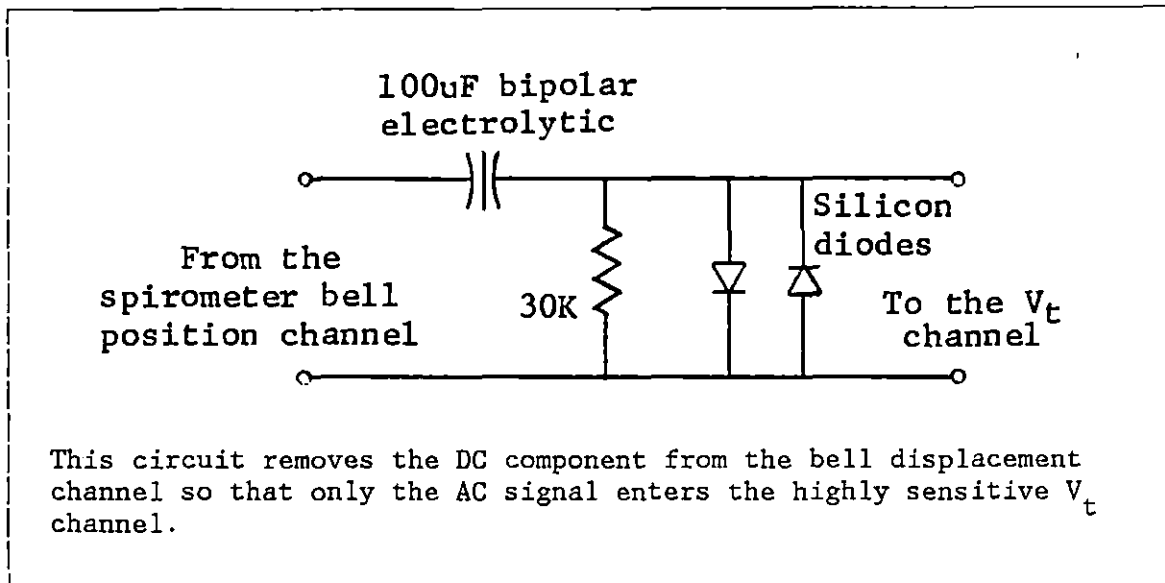 100uF bipolar
electrolytic
Silicon
diodes
From the
spirometer bell
position channel
30K
To the Vt
channel
This circuit removes the DC component from the bell displacement
channel so that only the AC signal enters the highly sensitive Vt
channel.